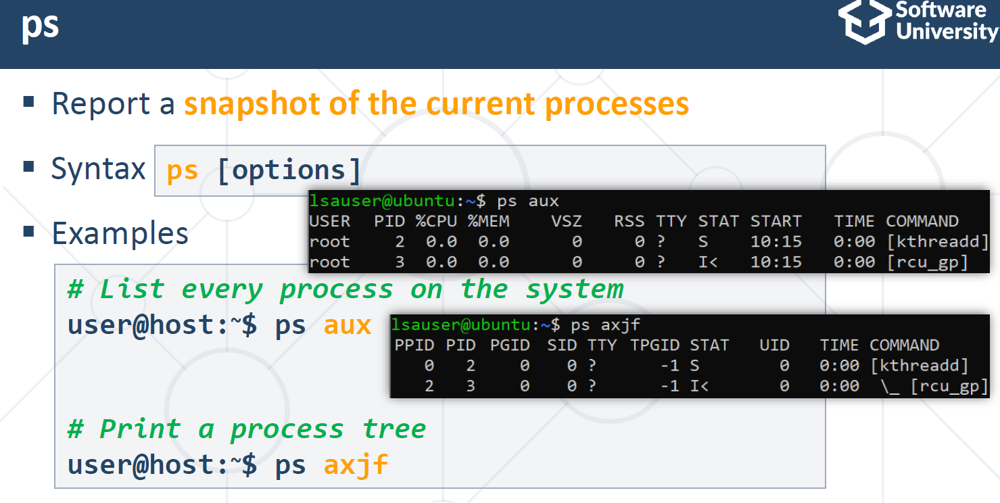 ps
Software
University
▪ Report a snapshot of the current processes
▪ Syntax
ps [options]
▪ Examples
lsauser@ubuntu:~$ ps aux
USER PID %CPU %MEM VSZ RSS TTY STAT START TIME COMMAND
root 2 0.0 0.0 0 0 ? S 10:15 0:00 [kthreadd]
root 3 0.0 0.0 0 0 ? I< 10:15 0:00 [rcu_gp]
# List every process on the system
user@host:~$ ps aux
lsauser@ubuntu:~$ ps axjf
PPID PID PGID SID TTY TPGID STAT UID TIME COMMAND
0 2 0 0 ? -1 S 0 0:00 [kthreadd]
2 3 0 0 ? -1 I< 0 0:00 \_ [rcu_gp]
# Print a process tree
user@host:~$ ps axjf